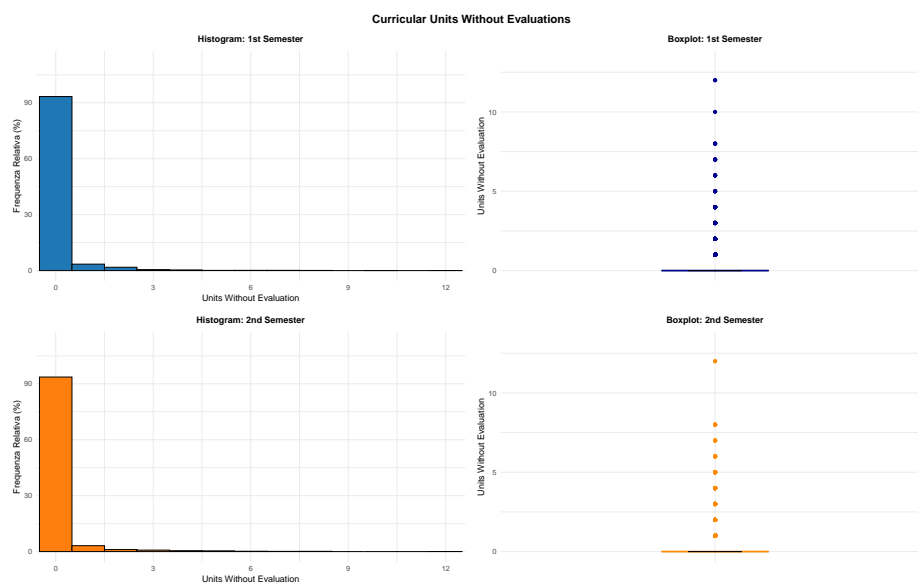 Curricular Units Without Evaluations
Histogram: 1st Semester
Frequenza Relativa (%)
90
60
30
0
0 3 6 9 12
Units Without Evaluation
Boxplot: 1st Semester
Units Without Evaluation
10
5
0
Histogram: 2nd Semester
Frequenza Relativa (%)
90
60
30
0
0 3 6 9 12
Units Without Evaluation
Boxplot: 2nd Semester
Units Without Evaluation
10
5
0